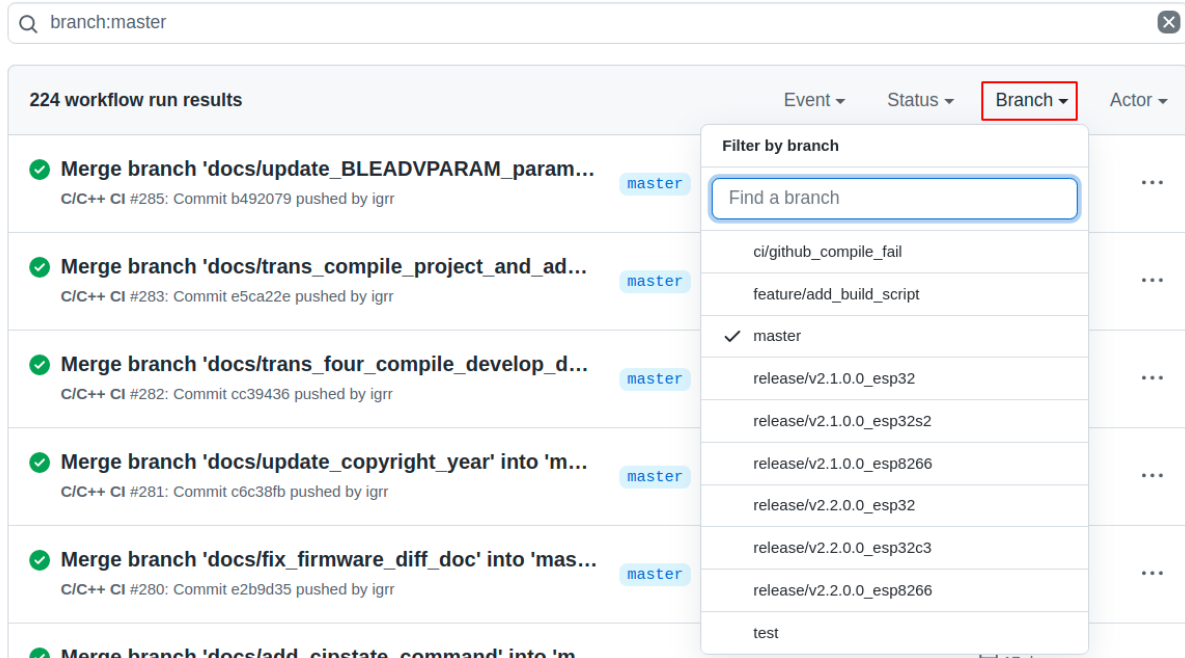 branch:master
224 workflow run results
Event
Status
Branch
Actor
Filter by branch
Find a branch
ci/github_compile_fail
feature/add_build_script
master
release/v2.1.0.0_esp32
release/v2.1.0.0_esp32s2
release/v2.1.0.0_esp8266
release/v2.2.0.0_esp32
release/v2.2.0.0_esp32c3
release/v2.2.0.0_esp8266
test
Merge branch 'docs/update_BLEADVPARAM_param...
master
C/C++ CI #285: Commit b492079 pushed by igrr
Merge branch 'docs/trans_compile_project_and_ad...
master
C/C++ CI #283: Commit e5ca22e pushed by igrr
Merge branch 'docs/trans_four_compile_develop_d...
master
C/C++ CI #282: Commit cc39436 pushed by igrr
Merge branch 'docs/update_copyright_year' into 'm...
master
C/C++ CI #281: Commit c6c38fb pushed by igrr
Merge branch 'docs/fix_firmware_diff_doc' into 'mas...
master
C/C++ CI #280: Commit e2b9d35 pushed by igrr
Merge branch 'docs/add_cipstate_command' into 'm...